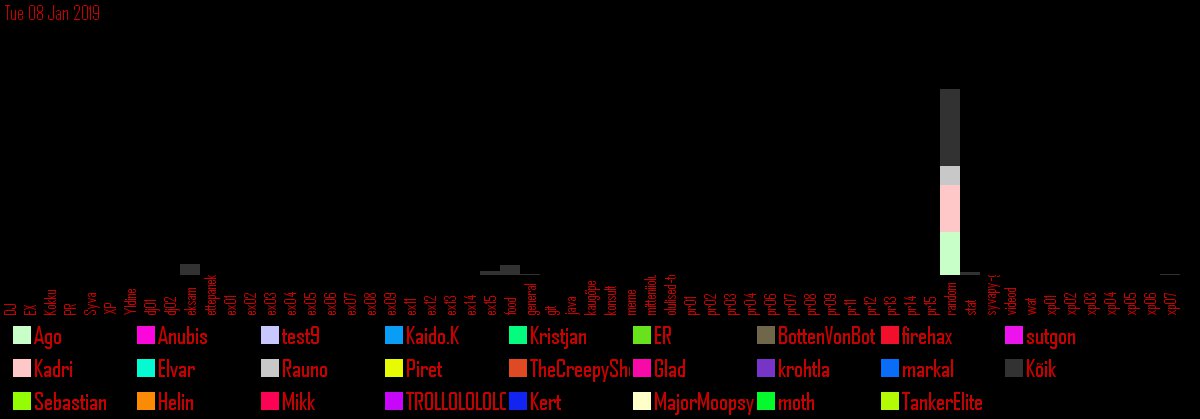 Tue 08 Jan 2019
DJ
EX
Kokku
PR
Syva
XP
Yldine
dj01
dj02
eksam
ettepanek
ex01
ex02
ex03
ex04
ex05
ex06
ex07
ex08
ex09
ex11
ex12
ex13
ex14
ex15
food
general
git
java
kaugõpe
konsult
meme
olulised-h
pr01
pr02
pr03
pr04
pr06
pr07
pr08
pr09
pr11
pr12
pr13
pr14
pr15
random
stat
videod
wat
xp01
xp02
xp03
xp04
xp05
xp06
xp07
Ago Anubis test9 Kaido.K Kristjan ER BottenVonBot firehax sutgon
Kadri Elvar Rauno Piret TheCreepySh Glad krohtla markal Kõik
Sebastian Helin Mikk TROLLOLOLOLO Kert MajorMoopsy moth TankerElite